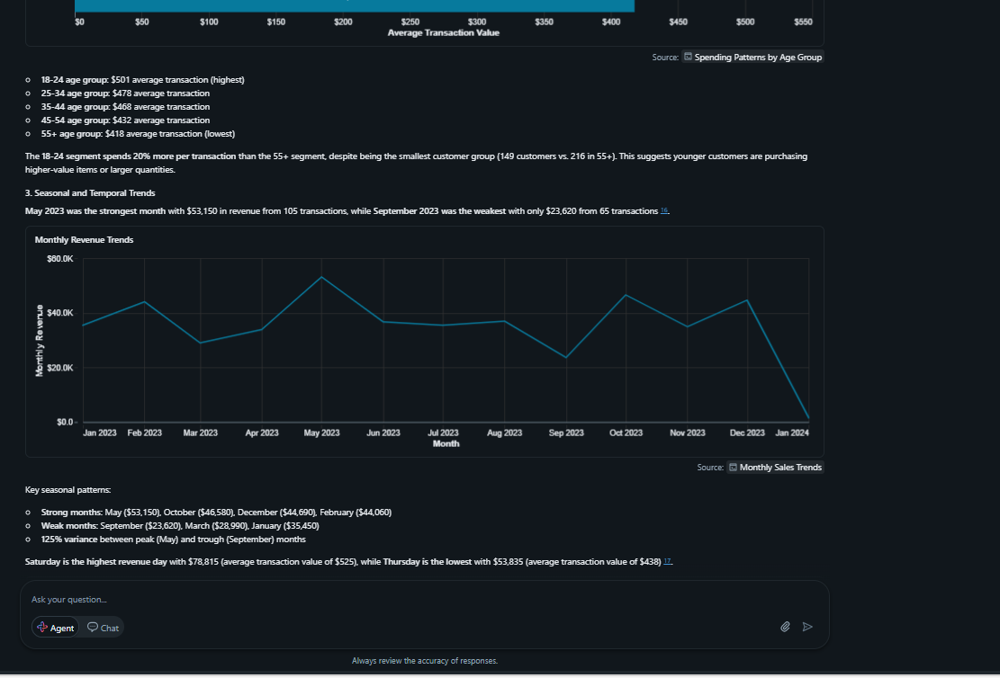 $0 $50 $100 $150 $200 $250 $300 $350 $400 $450 $500 $550
Average Transaction Value
Source: Spending Patterns by Age Group
18-24 age group: $501 average transaction (highest)
25-34 age group: $478 average transaction
35-44 age group: $468 average transaction
45-54 age group: $432 average transaction
55+ age group: $418 average transaction (lowest)
The 18-24 segment spends 20% more per transaction than the 55+ segment, despite being the smallest customer group (149 customers vs. 216 in 55+). This suggests younger customers are purchasing
higher-value items or larger quantities.
3. Seasonal and Temporal Trends
May 2023 was the strongest month with $53,150 in revenue from 105 transactions, while September 2023 was the weakest with only $23,620 from 65 transactions 16.
Monthly Revenue Trends
$60.0K
$40.0K
$20.0K
$0.0
Monthly Revenue
Jan 2023 Feb 2023 Mar 2023 Apr 2023 May 2023 Jun 2023 Jul 2023 Aug 2023 Sep 2023 Oct 2023 Nov 2023 Dec 2023 Jan 2024
Month
Source: Monthly Sales Trends
Key seasonal patterns:
Strong months: May ($53,150), October ($46,580), December ($44,690), February ($44,060)
Weak months: September ($23,620), March ($28,990), January ($35,450)
125% variance between peak (May) and trough (September) months
Saturday is the highest revenue day with $78,815 (average transaction value of $525), while Thursday is the lowest with $53,835 (average transaction value of $438) 17.
Ask your question...
Agent Chat
Always review the accuracy of responses.